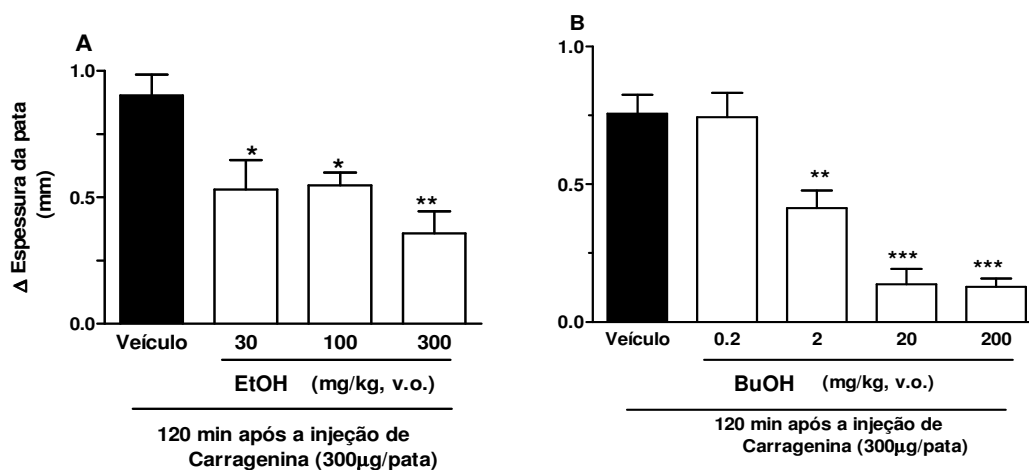 A
Δ Espessura da pata
(mm)
1.0
0.5
0.0
*
*
**
Veículo 30 100 300
EtOH (mg/kg, v.o.)
120 min após a injeção de
Carragenina (300µg/pata)
B
1.0
0.5
0.0
**
***
***
Veículo 0.2 2 20 200
BuOH (mg/kg, v.o.)
120 min após a injeção de
Carragenina (300µg/pata)